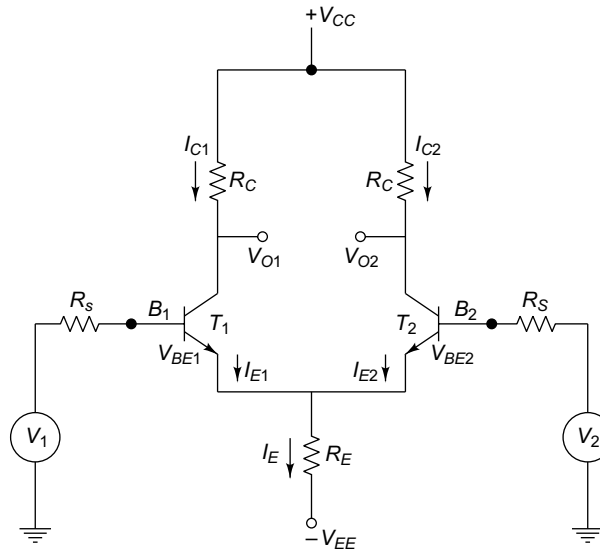 +V_CC
I_C1
I_C2
R_C
R_C
V_O1
V_O2
R_s
B_1
T_1
T_2
B_2
R_S
V_BE1
I_E1
I_E2
V_BE2
V_1
V_2
I_E
R_E
–V_EE